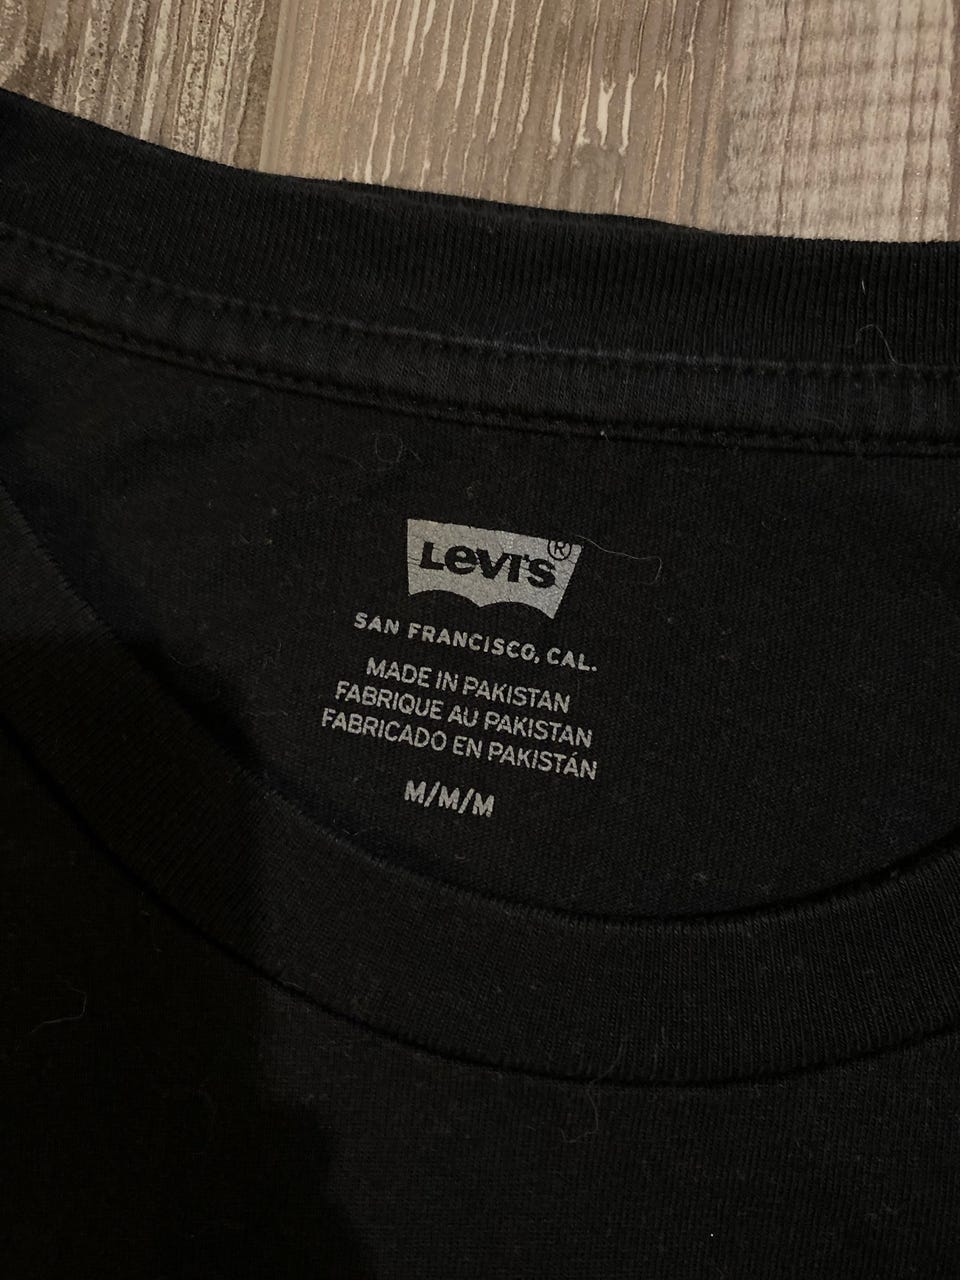 Levi's®
SAN FRANCISCO, CAL.
MADE IN PAKISTAN
FABRIQUE AU PAKISTAN
FABRICADO EN PAKISTÁN
M/M/M